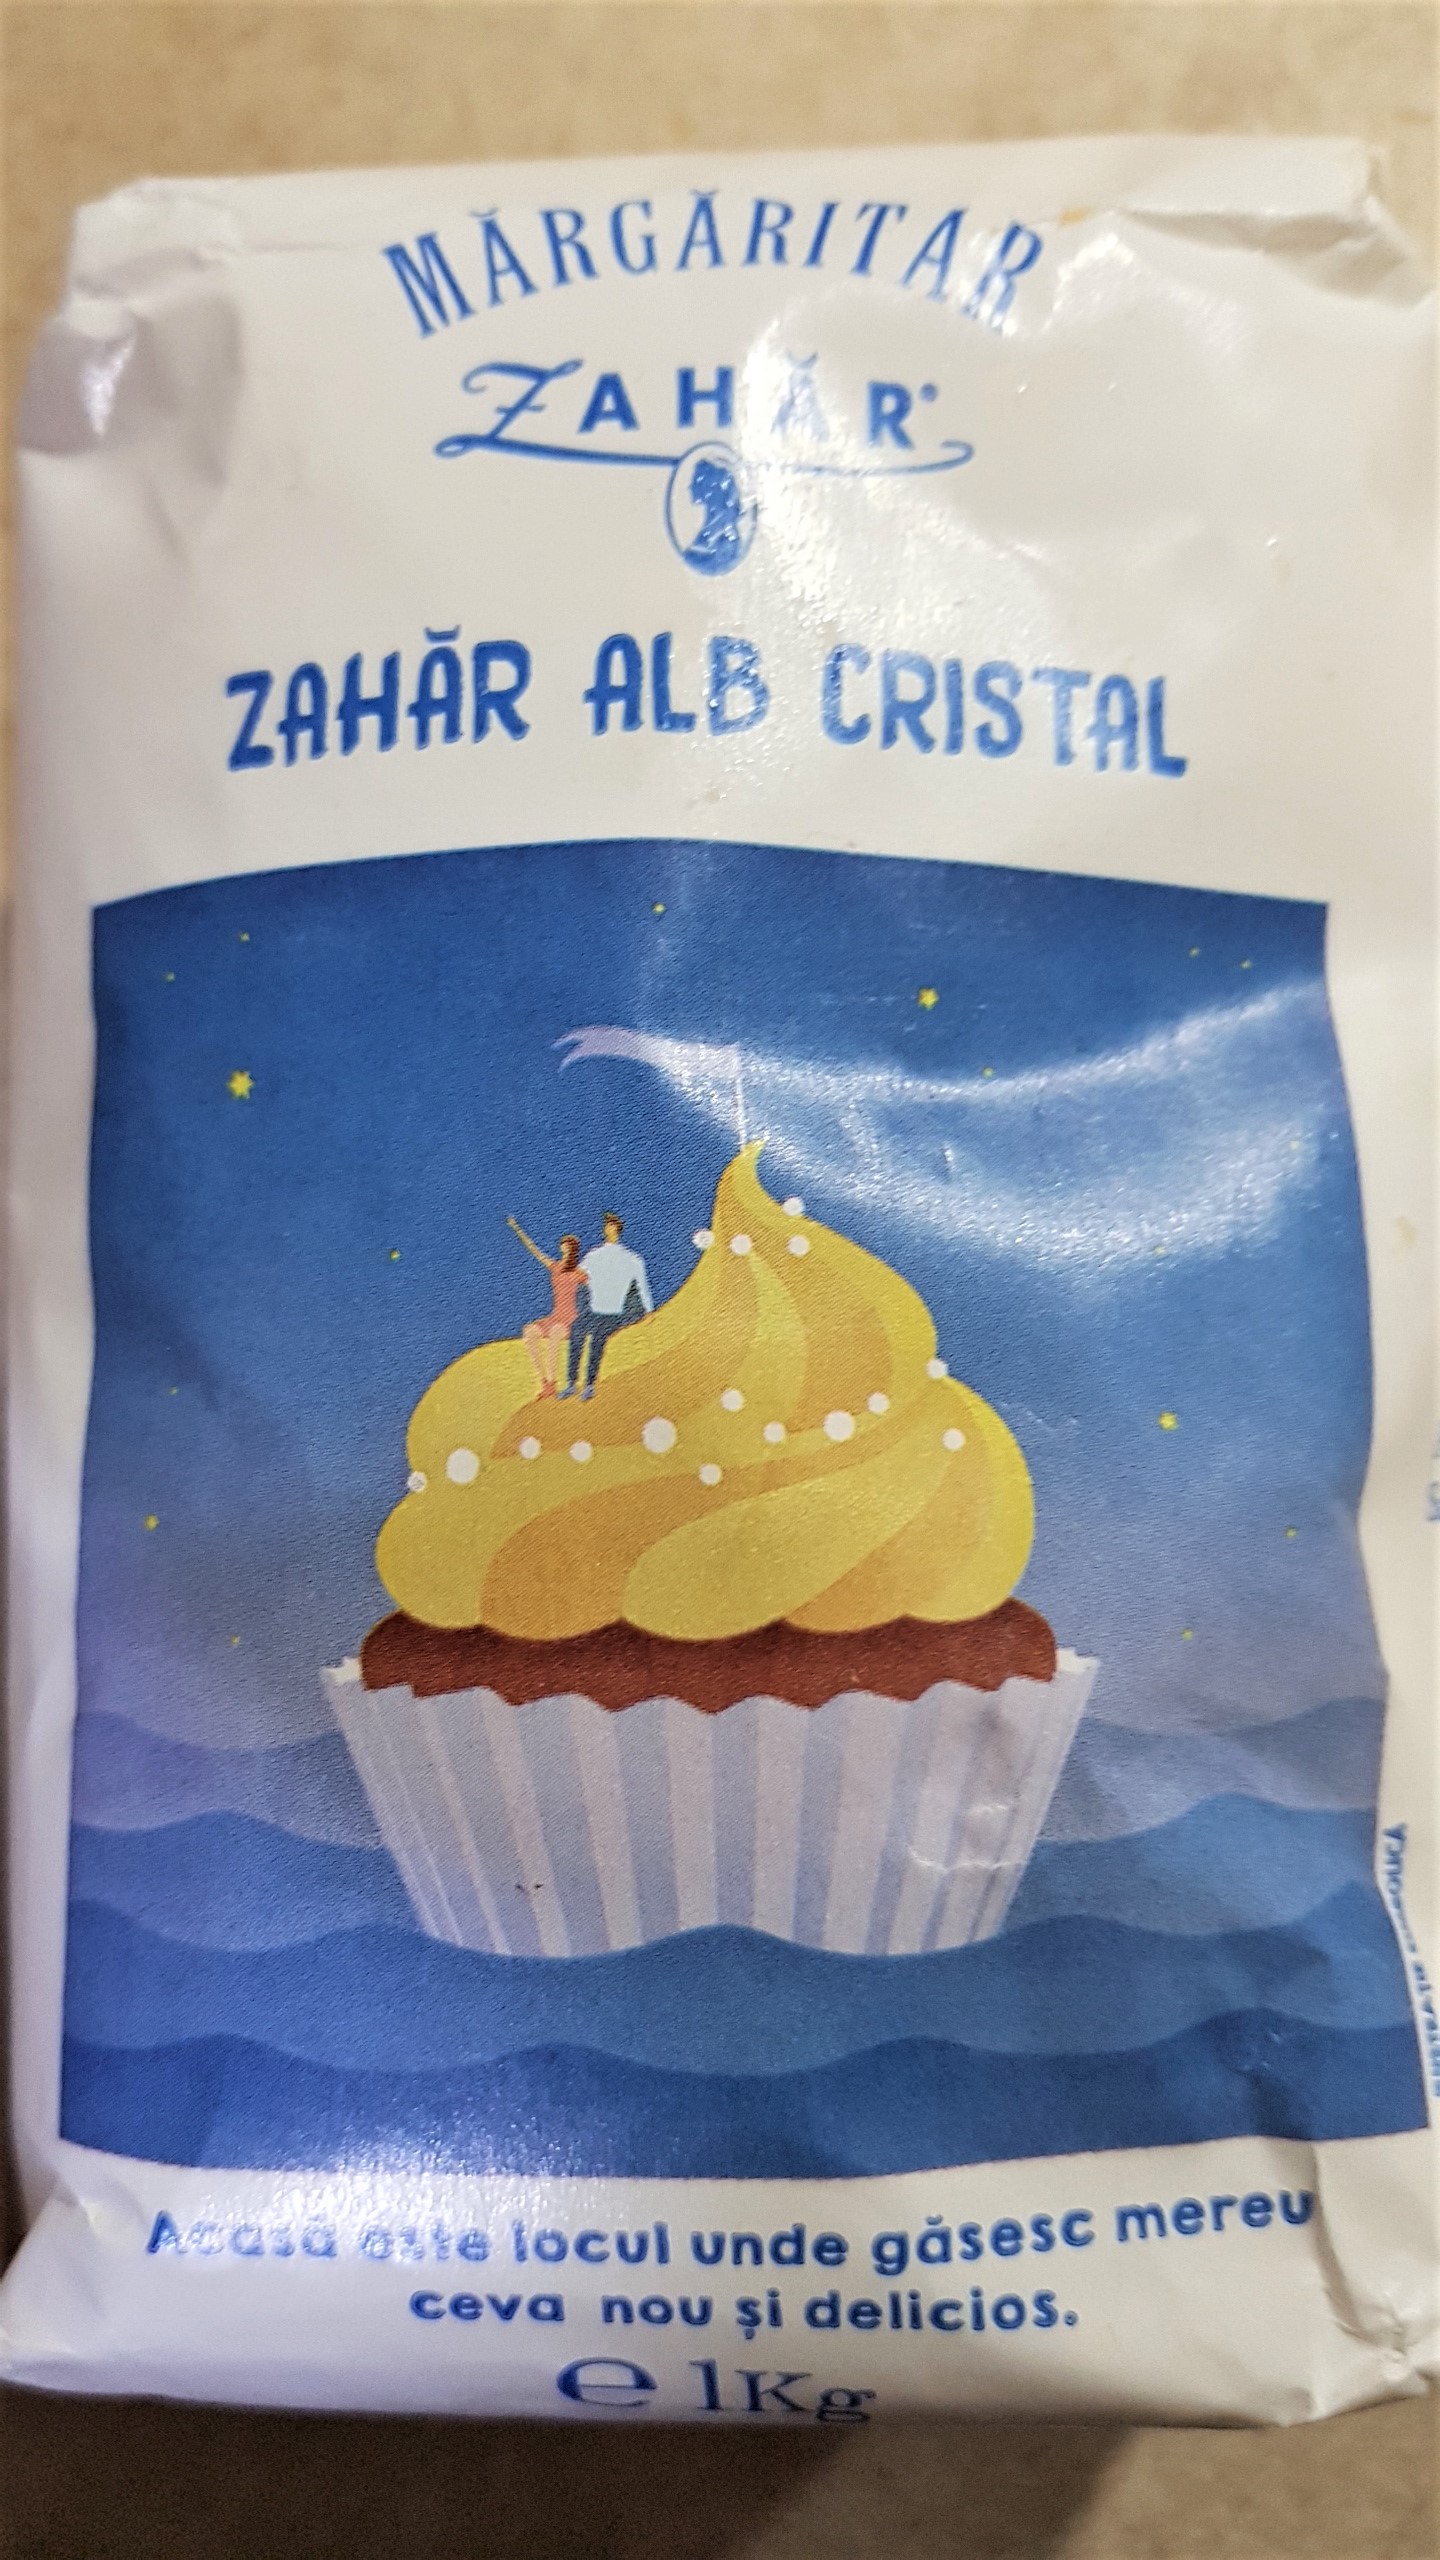 MĂRGĂRITAR
ZAHĂR
ZAHĂR ALB CRISTAL
Acasă este locul unde găsesc mereu
ceva nou și delicios.
℮ 1Kg